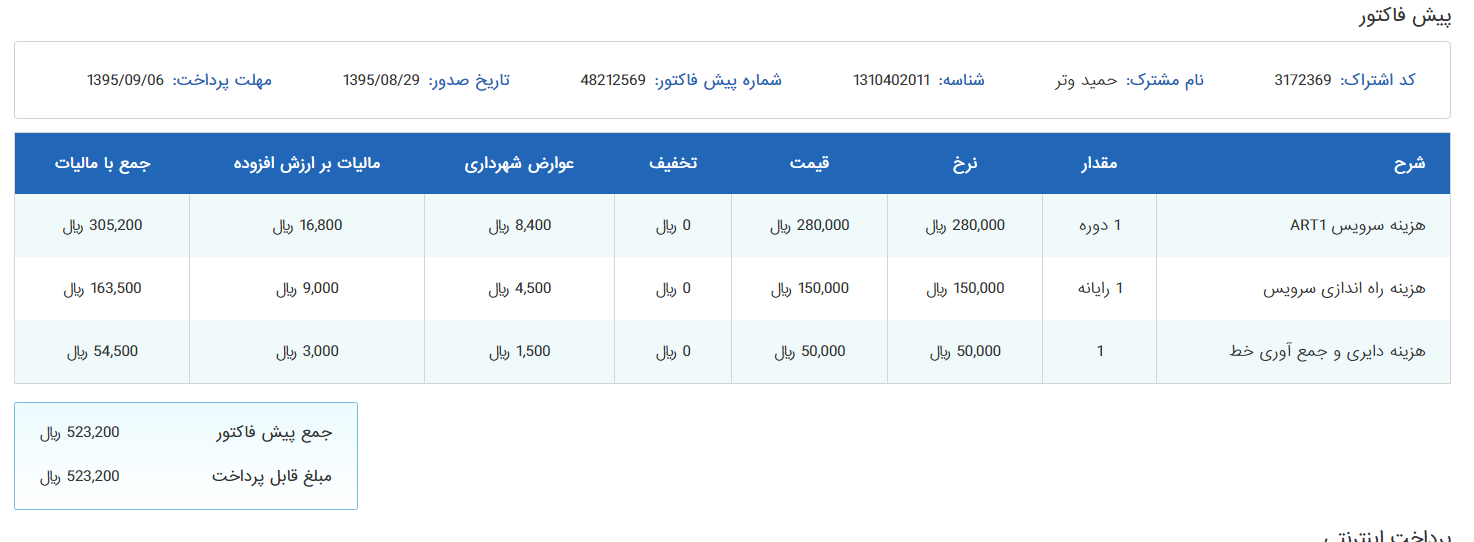 پیش فاکتور
کد اشتراک: 3172369 نام مشترک: حمید وتر شناسه: 1310402011 شماره پیش فاکتور: 48212569 تاریخ صدور: 1395/08/29 مهلت پرداخت: 1395/09/06
شرح مقدار نرخ قیمت تخفیف عوارض شهرداری مالیات بر ارزش افزوده جمع با مالیات
هزینه سرویس ART1 1 دوره 280,000 ریال 280,000 ریال 0 ریال 8,400 ریال 16,800 ریال 305,200 ریال
هزینه راه اندازی سرویس 1 رایانه 150,000 ریال 150,000 ریال 0 ریال 4,500 ریال 9,000 ریال 163,500 ریال
هزینه دایری و جمع آوری خط 1 50,000 ریال 50,000 ریال 0 ریال 1,500 ریال 3,000 ریال 54,500 ریال
جمع پیش فاکتور 523,200 ریال
مبلغ قابل پرداخت 523,200 ریال
پرداخت اینترنتی